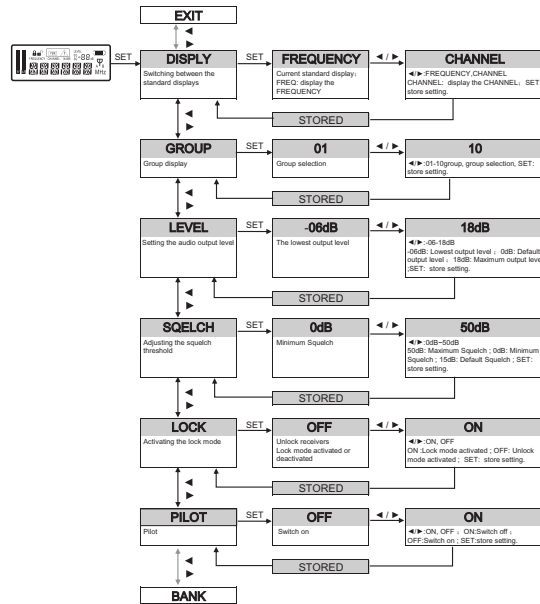 EXIT
MHz
SET
DISPLY
Switching between the
standard displays
SET
FREQUENCY
Current standard display;
FREQ: display the
FREQUENCY
◄ / ►
CHANNEL
◄/►:FREQUENCY,CHANNEL
CHANNEL: display the CHANNEL; SET:
store setting.
STORED
GROUP
Group display
SET
01
Group selection
◄ / ►
10
◄/►:01-10group, group selection, SET:
store setting.
STORED
LEVEL
Setting the audio output level
SET
-06dB
The lowest output level
◄ / ►
18dB
◄/►:-06-18dB
-06dB: Lowest output level ; 0dB: Default
output level ; 18dB: Maximum output leve
;SET: store setting.
STORED
SQELCH
Adjusting the squelch
threshold
SET
0dB
Minimum Squelch
◄ / ►
50dB
◄/►:0dB~50dB
50dB: Maximum Squelch ; 0dB: Minimum
Squelch ; 15dB: Default Squelch ; SET:
store setting.
STORED
LOCK
Activating the lock mode
SET
OFF
Unlock receivers
Lock mode activated or
deactivated
◄ / ►
ON
◄/►:ON, OFF
ON :Lock mode activated ; OFF: Unlock
mode activated ; SET: store setting.
STORED
PILOT
Pilot
SET
OFF
Switch on
◄ / ►
ON
◄/►:ON, OFF ; ON:Switch off ;
OFF:Switch on ; SET:store setting.
STORED
BANK